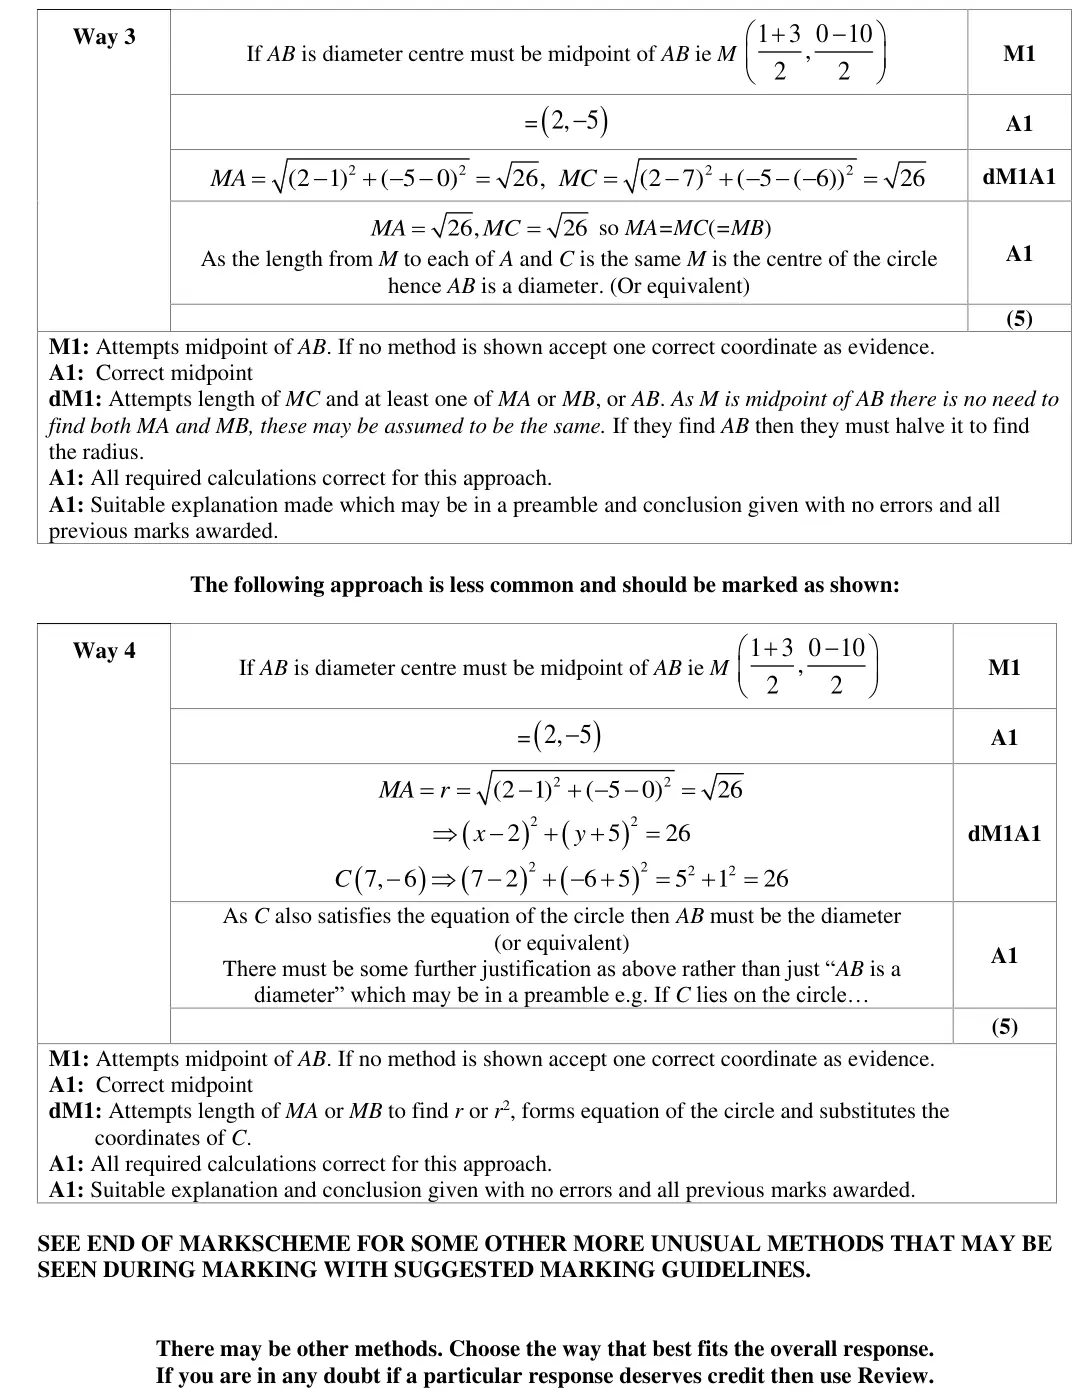 Way 3
If AB is diameter centre must be midpoint of AB ie M ( (1+3)/2 , (0−10)/2 ) M1
=(2,−5) A1
MA = √((2−1)² + (−5−0)²) = √26, MC = √((2−7)² + (−5−(−6))²) = √26 dM1A1
MA = √26, MC = √26 so MA=MC(=MB)
As the length from M to each of A and C is the same M is the centre of the circle
hence AB is a diameter. (Or equivalent)
A1
(5)
M1: Attempts midpoint of AB. If no method is shown accept one correct coordinate as evidence.
A1: Correct midpoint
dM1: Attempts length of MC and at least one of MA or MB, or AB. As M is midpoint of AB there is no need to
find both MA and MB, these may be assumed to be the same. If they find AB then they must halve it to find
the radius.
A1: All required calculations correct for this approach.
A1: Suitable explanation made which may be in a preamble and conclusion given with no errors and all
previous marks awarded.
The following approach is less common and should be marked as shown:
Way 4
If AB is diameter centre must be midpoint of AB ie M ( (1+3)/2 , (0−10)/2 ) M1
=(2,−5) A1
MA = r = √((2−1)² + (−5−0)²) = √26
⇒ (x−2)² + (y+5)² = 26
dM1A1
C(7,−6) ⇒ (7−2)² + (−6+5)² = 5² + 1² = 26
As C also satisfies the equation of the circle then AB must be the diameter
(or equivalent)
There must be some further justification as above rather than just “AB is a
diameter” which may be in a preamble e.g. If C lies on the circle…
A1
(5)
M1: Attempts midpoint of AB. If no method is shown accept one correct coordinate as evidence.
A1: Correct midpoint
dM1: Attempts length of MA or MB to find r or r², forms equation of the circle and substitutes the
coordinates of C.
A1: All required calculations correct for this approach.
A1: Suitable explanation and conclusion given with no errors and all previous marks awarded.
SEE END OF MARKSCHEME FOR SOME OTHER MORE UNUSUAL METHODS THAT MAY BE
SEEN DURING MARKING WITH SUGGESTED MARKING GUIDELINES.
There may be other methods. Choose the way that best fits the overall response.
If you are in any doubt if a particular response deserves credit then use Review.